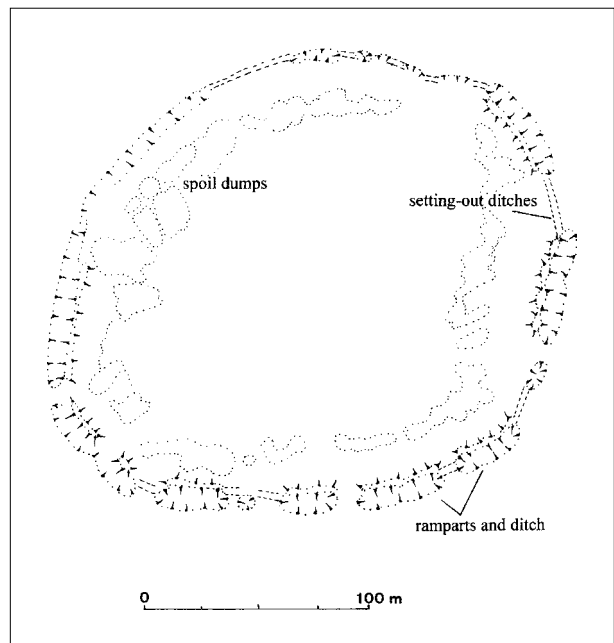 spoil dumps
setting-out ditches
ramparts and ditch
0 100 m